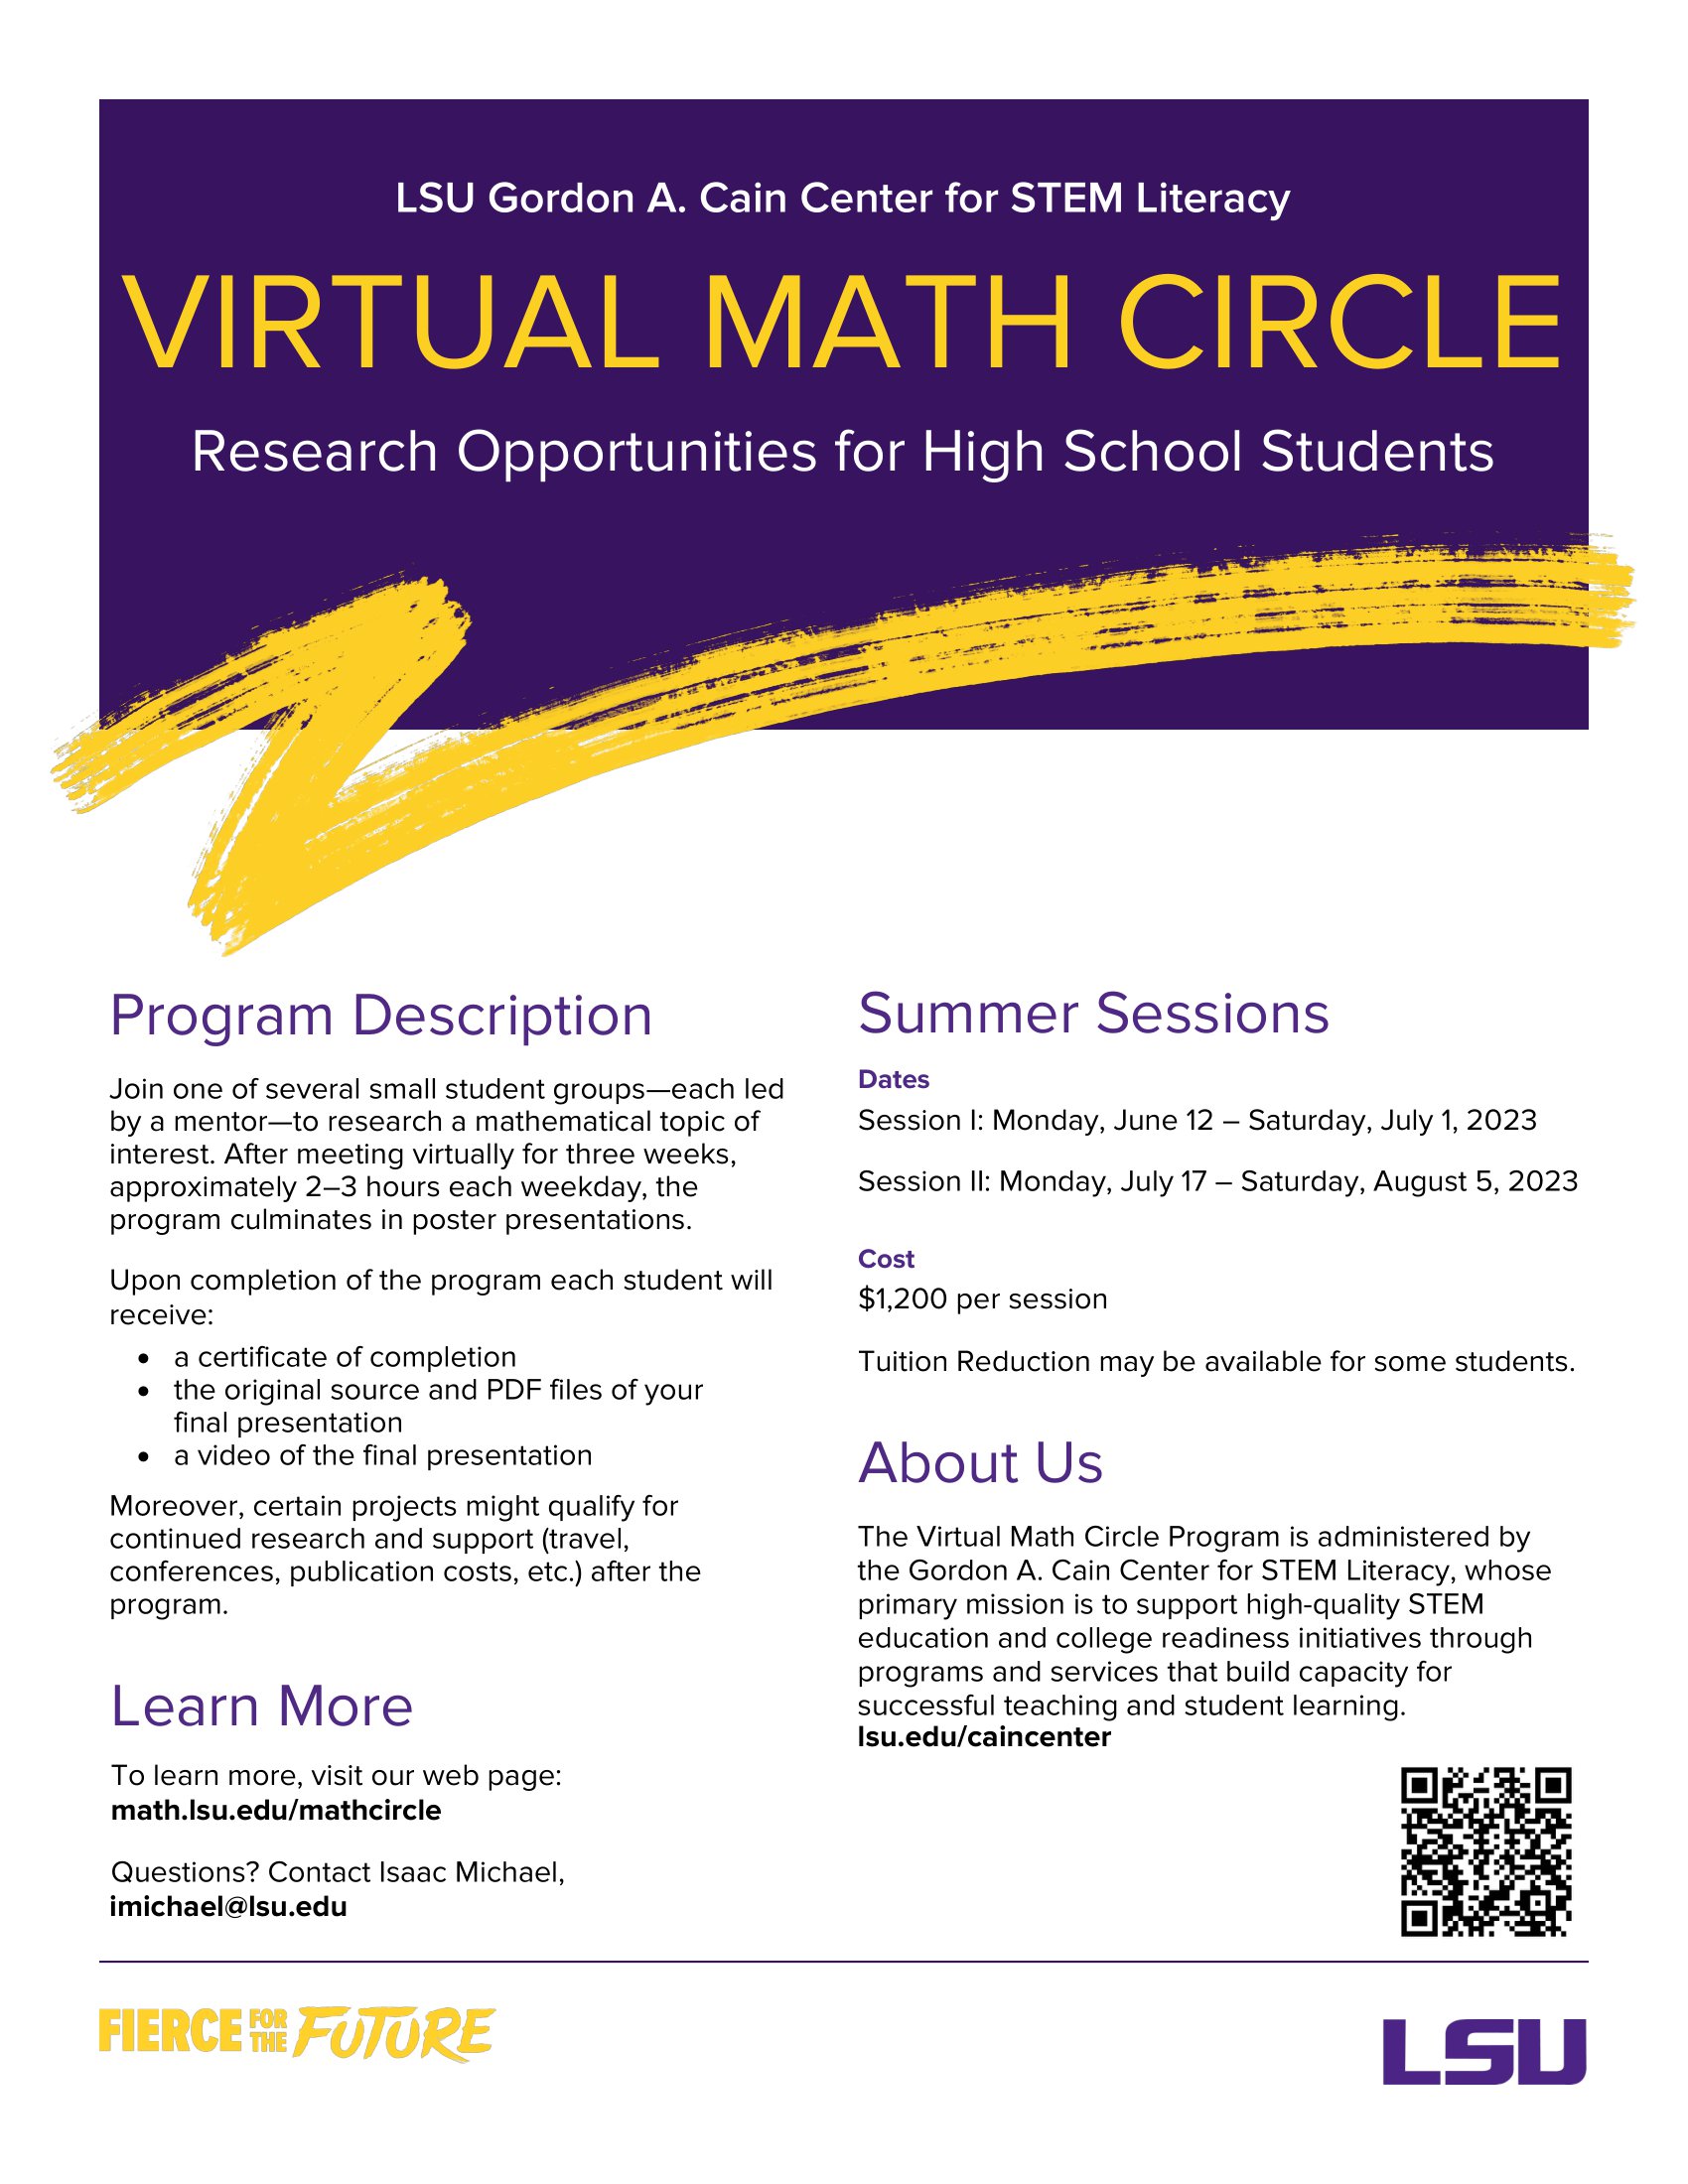 LSU Gordon A. Cain Center for STEM Literacy
VIRTUAL MATH CIRCLE
Research Opportunities for High School Students
Program Description
Join one of several small student groups—each led
by a mentor—to research a mathematical topic of
interest. After meeting virtually for three weeks,
approximately 2–3 hours each weekday, the
program culminates in poster presentations.
Upon completion of the program each student will
receive:
• a certificate of completion
• the original source and PDF files of your
final presentation
• a video of the final presentation
Moreover, certain projects might qualify for
continued research and support (travel,
conferences, publication costs, etc.) after the
program.
Learn More
To learn more, visit our web page:
math.lsu.edu/mathcircle
Questions? Contact Isaac Michael,
imichael@lsu.edu
Summer Sessions
Dates
Session I: Monday, June 12 – Saturday, July 1, 2023
Session II: Monday, July 17 – Saturday, August 5, 2023
Cost
$1,200 per session
Tuition Reduction may be available for some students.
About Us
The Virtual Math Circle Program is administered by
the Gordon A. Cain Center for STEM Literacy, whose
primary mission is to support high-quality STEM
education and college readiness initiatives through
programs and services that build capacity for
successful teaching and student learning.
lsu.edu/caincenter
FIERCE FOR THE FUTURE
LSU